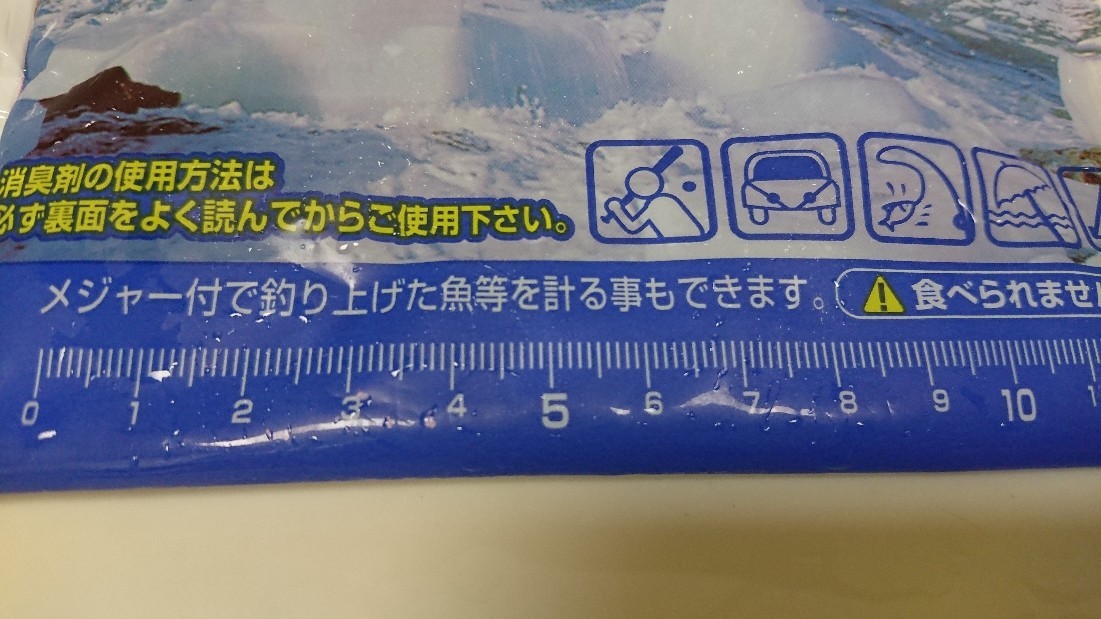 消臭剤の使用方法は
必ず裏面をよく読んでからご使用下さい。
メジャー付で釣り上げた魚等を計る事もできます。
食べられません
0 1 2 3 4 5 6 7 8 9 10